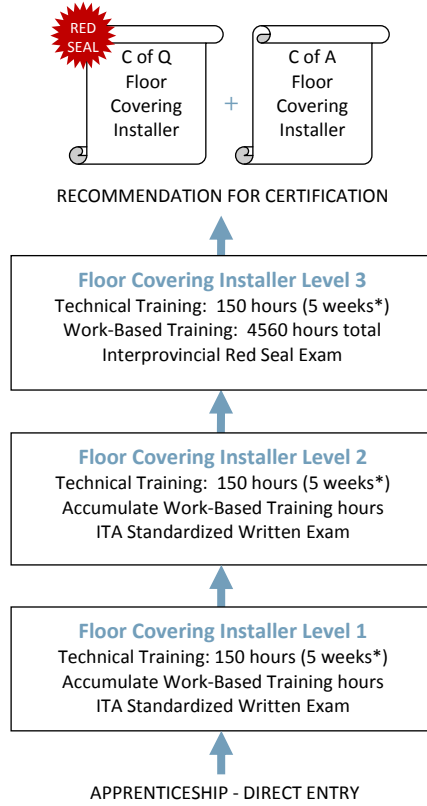 RED
SEAL
C of Q
Floor
Covering
Installer
+
C of A
Floor
Covering
Installer
RECOMMENDATION FOR CERTIFICATION
Floor Covering Installer Level 3
Technical Training:  150 hours (5 weeks*)
Work-Based Training:  4560 hours total
Interprovincial Red Seal Exam
Floor Covering Installer Level 2
Technical Training:  150 hours (5 weeks*)
Accumulate Work-Based Training hours
ITA Standardized Written Exam
Floor Covering Installer Level 1
Technical Training: 150 hours (5 weeks*)
Accumulate Work-Based Training hours
ITA Standardized Written Exam
APPRENTICESHIP - DIRECT ENTRY